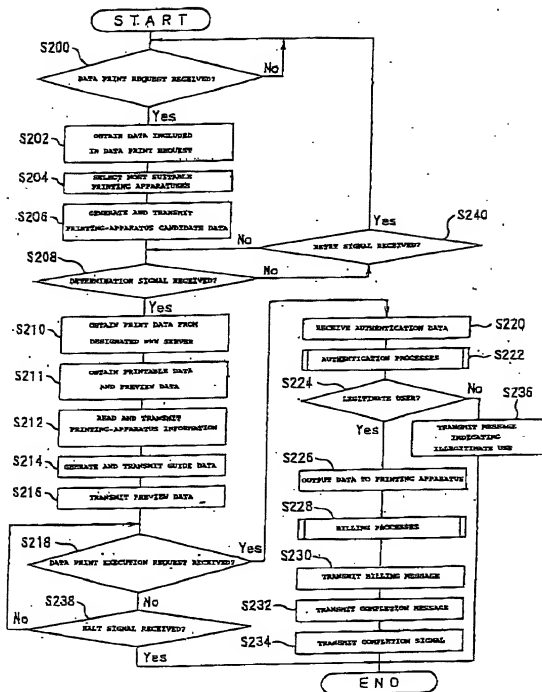 START
S200
DATA PRINT REQUEST RECEIVED?
No
Yes
S202
OBTAIN DATA INCLUDED
IN DATA PRINT REQUEST
S204
SELECT MOST SUITABLE
PRINTING APPARATUSES
S206
GENERATE AND TRANSMIT
PRINTING-APPARATUS CANDIDATE DATA
S208
DETERMINATION SIGNAL RECEIVED?
No
Yes
S240
RETRY SIGNAL RECEIVED?
Yes
No
S210
OBTAIN PRINT DATA FROM
DESIGNATED WWW SERVER
S211
OBTAIN PRINTABLE DATA
AND PREVIEW DATA
S212
READ AND TRANSMIT
PRINTING-APPARATUS INFORMATION
S214
GENERATE AND TRANSMIT GUIDE DATA
S216
TRANSMIT PREVIEW DATA
S218
DATA PRINT EXECUTION REQUEST RECEIVED?
Yes
No
S238
HALT SIGNAL RECEIVED?
No
Yes
RECEIVE AUTHENTICATION DATA
S220
AUTHENTICATION PROCESSES
S222
S224
LEGITIMATE USER?
No
Yes
S236
TRANSMIT MESSAGE
INDICATING
ILLEGITIMATE USE
S226
OUTPUT DATA TO PRINTING APPARATUS
S228
BILLING PROCESSES
S230
TRANSMIT BILLING MESSAGE
S232
TRANSMIT COMPLETION MESSAGE
S234
TRANSMIT COMPLETION SIGNAL
END